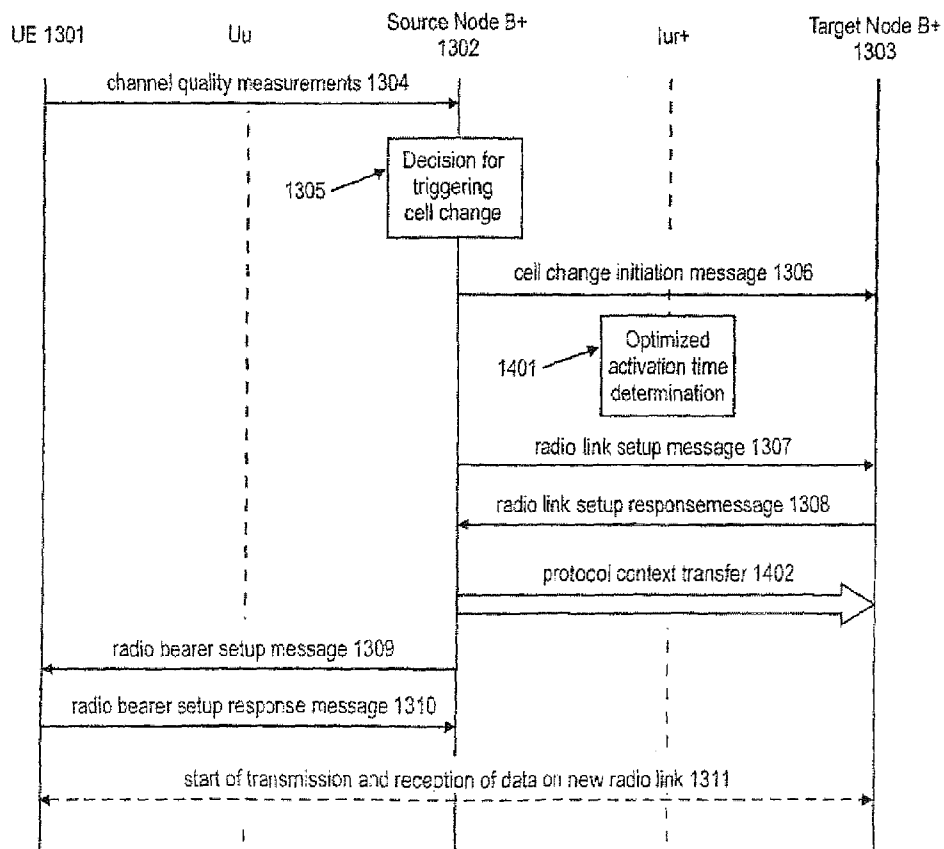 UE 1301
Uu
Source Node B+
1302
Iur+
Target Node B+
1303
channel quality measurements 1304
Decision for
triggering
cell change
1305
cell change initiation message 1306
Optimized
activation time
determination
1401
radio link setup message 1307
radio link setup responsemessage 1308
protocol context transfer 1402
radio bearer setup message 1309
radio bearer setup response message 1310
start of transmission and reception of data on new radio link 1311